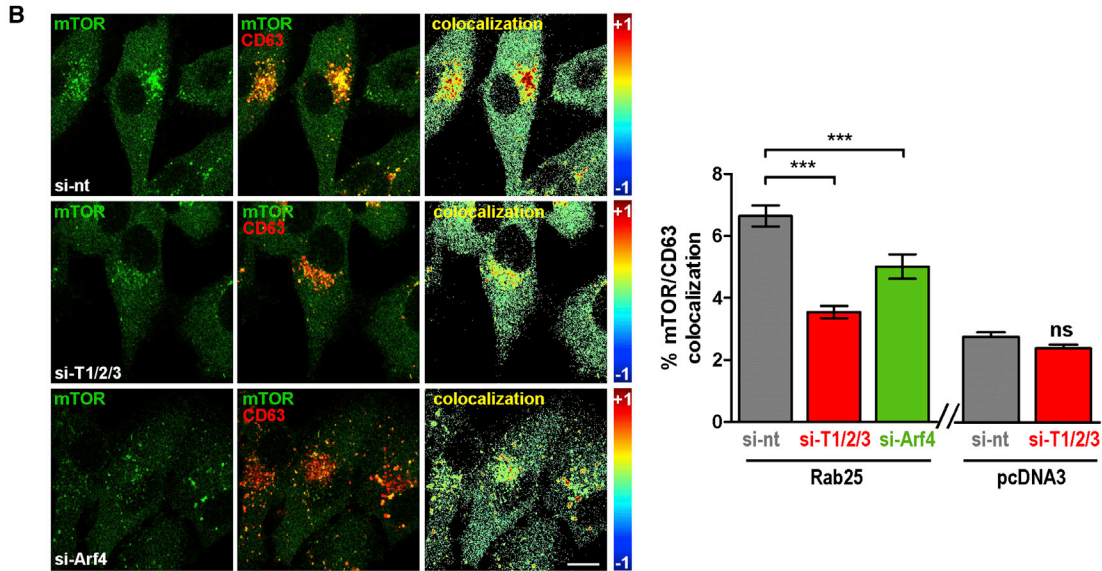 B
mTOR
mTOR
CD63
colocalization
+1
-1
si-nt
mTOR
mTOR
CD63
colocalization
+1
-1
si-T1/2/3
mTOR
mTOR
CD63
colocalization
+1
-1
si-Arf4
% mTOR/CD63
colocalization
8
6
4
2
0
***
***
ns
si-nt
si-T1/2/3
si-Arf4
//
si-nt
si-T1/2/3
Rab25
pcDNA3